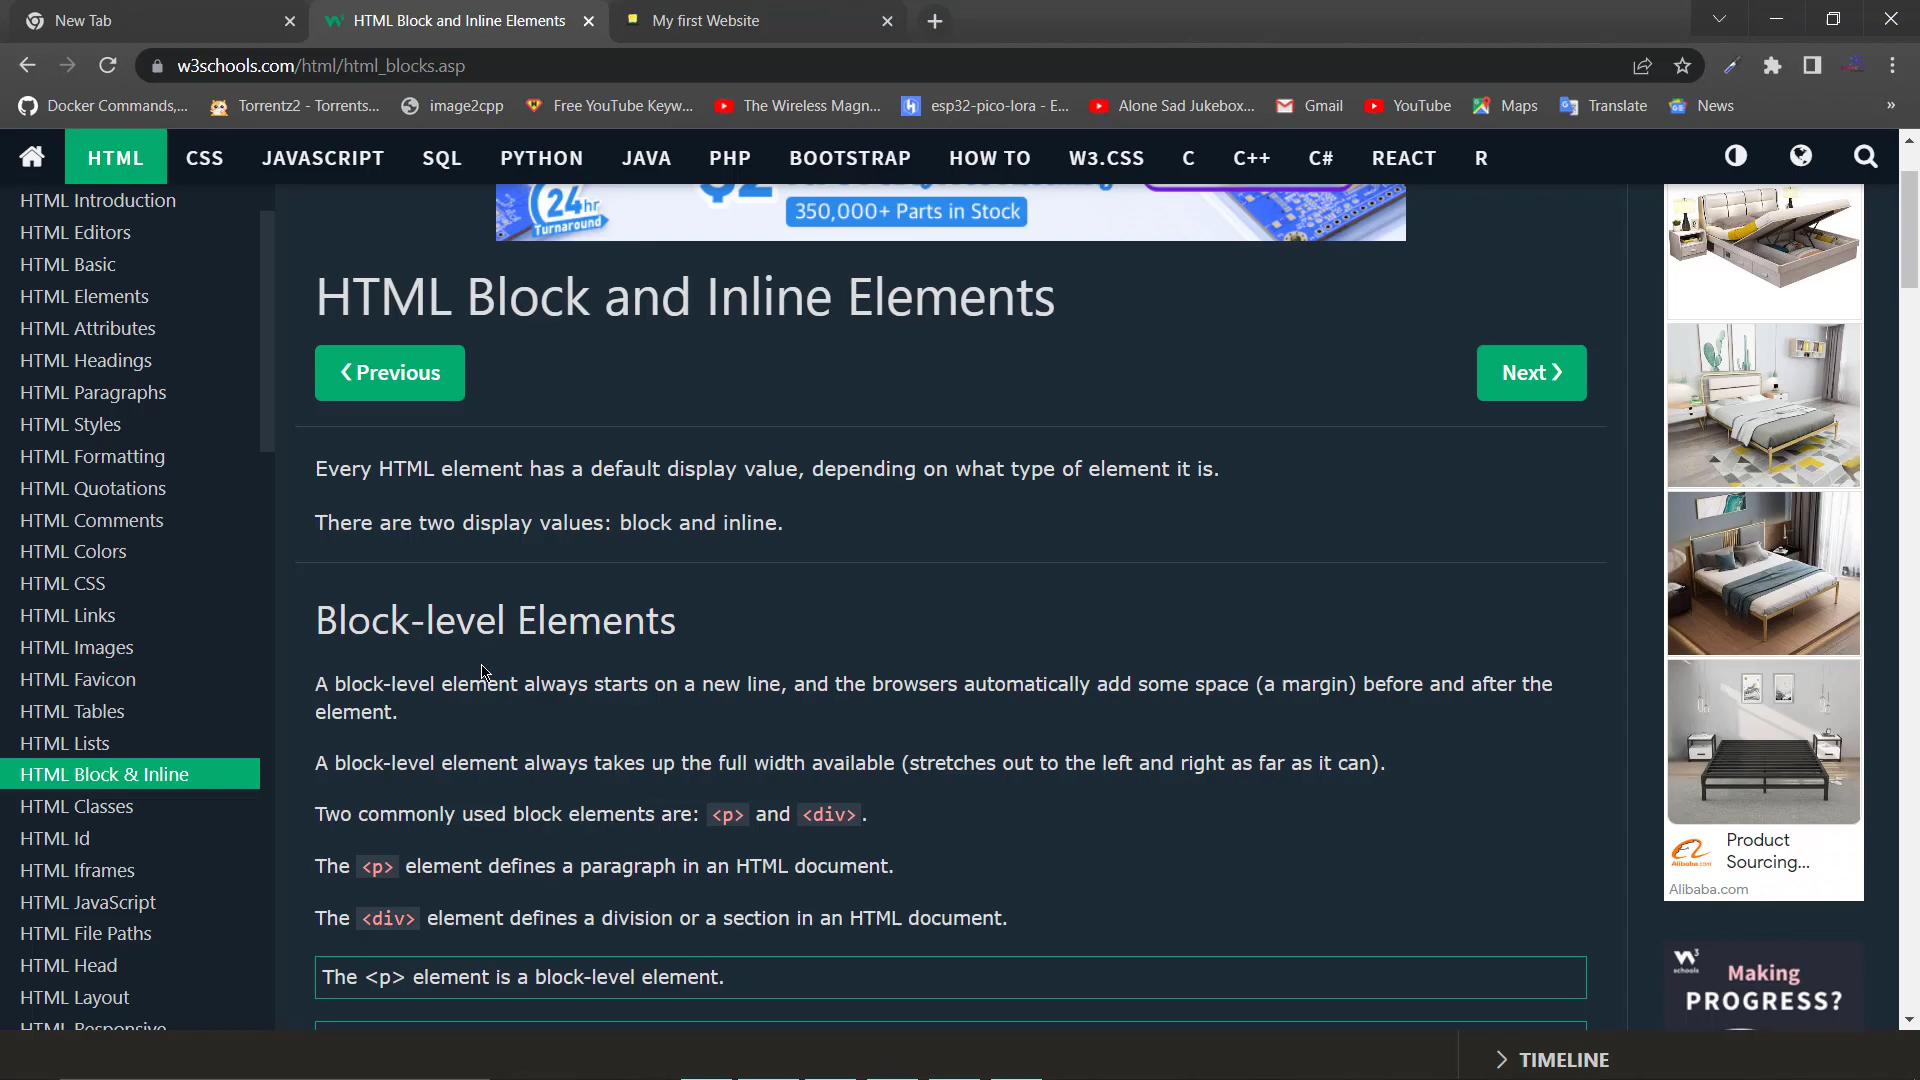 New Tab
HTML Block and Inline Elements
My first Website
w3schools.com/html/html_blocks.asp
Docker Commands,...
Torrentz2 - Torrents...
image2cpp
Free YouTube Keyw...
The Wireless Magn...
esp32-pico-lora - E...
Alone Sad Jukebox...
Gmail
YouTube
Maps
Translate
News
»
HTML
CSS
JAVASCRIPT
SQL
PYTHON
JAVA
PHP
BOOTSTRAP
HOW TO
W3.CSS
C
C++
C#
REACT
R
HTML Introduction
HTML Editors
HTML Basic
HTML Elements
HTML Attributes
HTML Headings
HTML Paragraphs
HTML Styles
HTML Formatting
HTML Quotations
HTML Comments
HTML Colors
HTML CSS
HTML Links
HTML Images
HTML Favicon
HTML Tables
HTML Lists
HTML Block & Inline
HTML Classes
HTML Id
HTML Iframes
HTML JavaScript
HTML File Paths
HTML Head
HTML Layout
HTML Responsive
24hr
Turnaround
$2
350,000+ Parts in Stock
HTML Block and Inline Elements
❮ Previous
Next ❯
Every HTML element has a default display value, depending on what type of element it is.
There are two display values: block and inline.
Block-level Elements
A block-level element always starts on a new line, and the browsers automatically add some space (a margin) before and after the
element.
A block-level element always takes up the full width available (stretches out to the left and right as far as it can).
Two commonly used block elements are: <p> and <div>.
The <p> element defines a paragraph in an HTML document.
The <div> element defines a division or a section in an HTML document.
The <p> element is a block-level element.
Product
Sourcing...
Alibaba.com
Alibaba.com
W3
schools
Making
PROGRESS?
TIMELINE